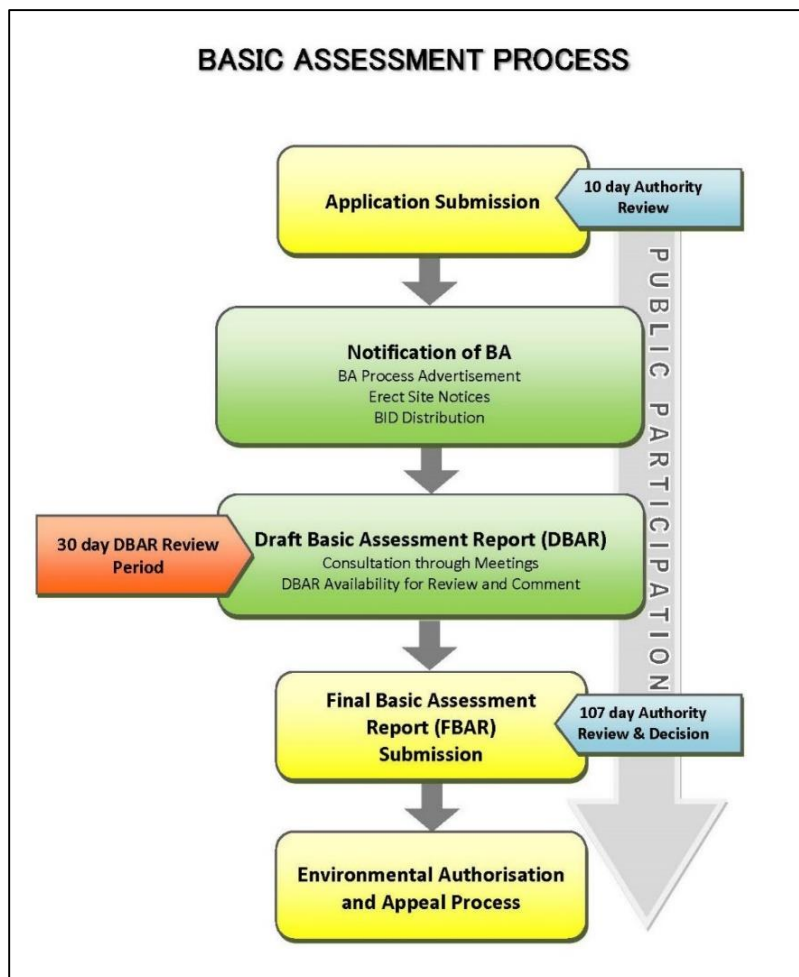 BASIC ASSESSMENT PROCESS
Application Submission
10 day Authority
Review
Notification of BA
BA Process Advertisement
Erect Site Notices
BID Distribution
30 day DBAR Review
Period
Draft Basic Assessment Report (DBAR)
Consultation through Meetings
DBAR Availability for Review and Comment
Final Basic Assessment
Report (FBAR)
Submission
107 day Authority
Review & Decision
Environmental Authorisation
and Appeal Process
PUBLIC PARTICIPATION